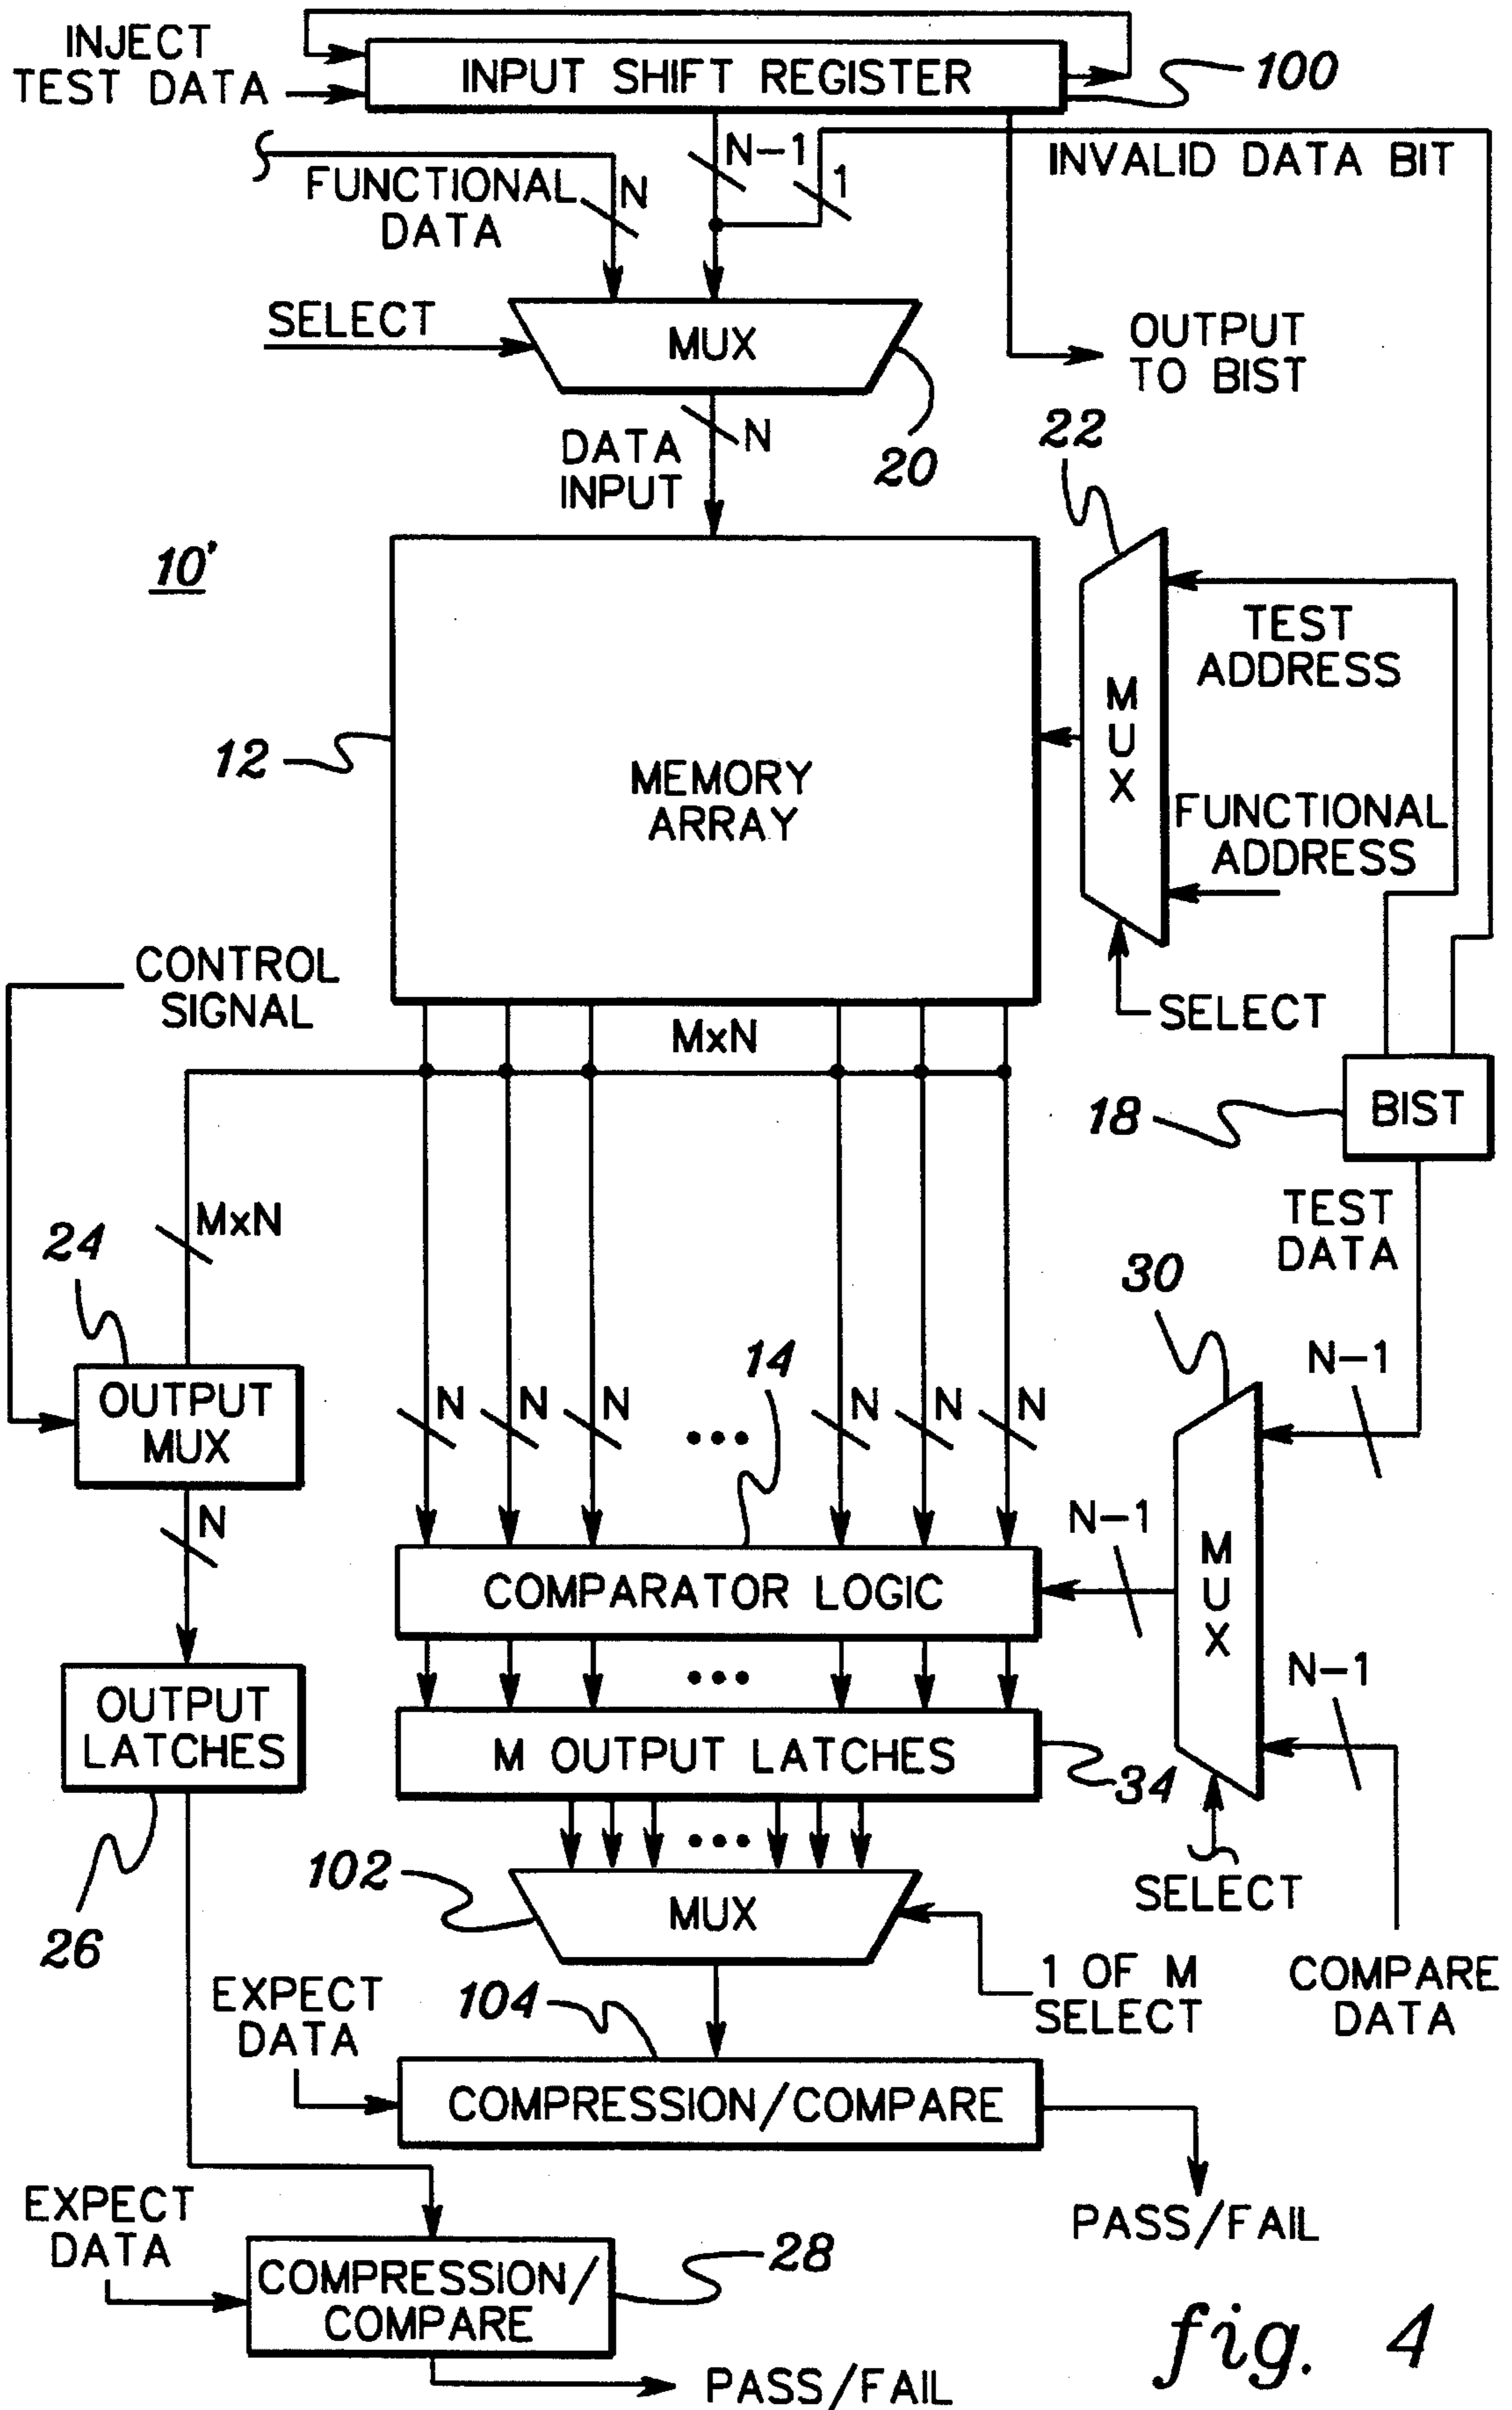 INJECT
TEST DATA
INPUT SHIFT REGISTER
100
FUNCTIONAL
DATA
N
N-1
1
INVALID DATA BIT
SELECT
MUX
20
OUTPUT
TO BIST
DATA
INPUT
N
22
10'
12
MEMORY
ARRAY
MUX
TEST
ADDRESS
FUNCTIONAL
ADDRESS
SELECT
CONTROL
SIGNAL
MxN
18
BIST
MxN
24
TEST
DATA
30
N-1
OUTPUT
MUX
N
N
N
N
...
N
N
N
14
COMPARATOR LOGIC
N-1
MUX
N-1
OUTPUT
LATCHES
...
M OUTPUT LATCHES
34
26
...
102
MUX
SELECT
1 OF M
SELECT
COMPARE
DATA
EXPECT
DATA
104
COMPRESSION/COMPARE
PASS/FAIL
EXPECT
DATA
COMPRESSION/
COMPARE
28
PASS/FAIL
fig. 4